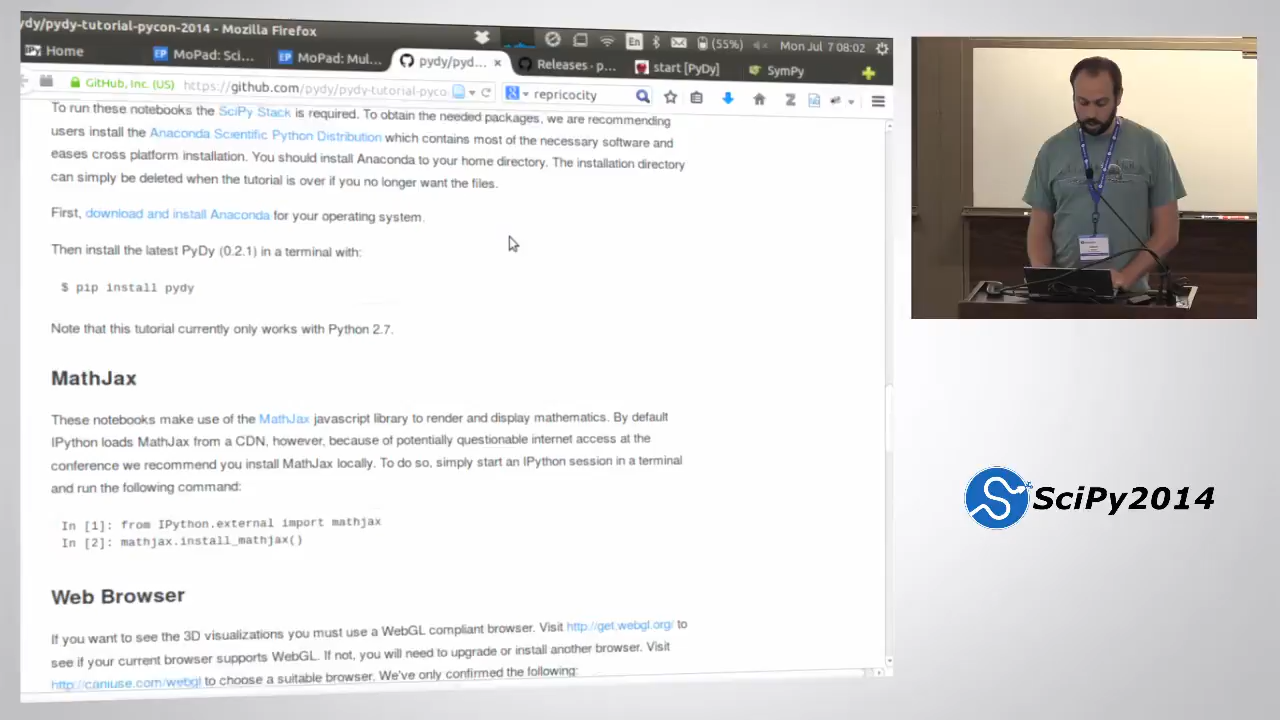 ydy/pydy-tutorial-pycon-2014 - Mozilla Firefox
En
(55%)
Mon Jul 7 08:02
Home
EP MoPad: Sci...
EP MoPad: Mul...
pydy/pyd...
Releases - p...
start [PyDy]
SymPy
GitHub, Inc. (US)
https://github.com/pydy/pydy-tutorial-pyco
repricocity
To run these notebooks the SciPy Stack is required. To obtain the needed packages, we are recommending
users install the Anaconda Scientific Python Distribution which contains most of the necessary software and
eases cross platform installation. You should install Anaconda to your home directory. The installation directory
can simply be deleted when the tutorial is over if you no longer want the files.
First, download and install Anaconda for your operating system.
Then install the latest PyDy (0.2.1) in a terminal with:
$ pip install pydy
Note that this tutorial currently only works with Python 2.7.
MathJax
These notebooks make use of the MathJax javascript library to render and display mathematics. By default
IPython loads MathJax from a CDN, however, because of potentially questionable internet access at the
conference we recommend you install MathJax locally. To do so, simply start an IPython session in a terminal
and run the following command:
In [1]: from IPython.external import mathjax
In [2]: mathjax.install_mathjax()
Web Browser
If you want to see the 3D visualizations you must use a WebGL compliant browser. Visit http://get.webgl.org/ to
see if your current browser supports WebGL. If not, you will need to upgrade or install another browser. Visit
http://caniuse.com/webgl to choose a suitable browser. We've only confirmed the following:
SciPy2014